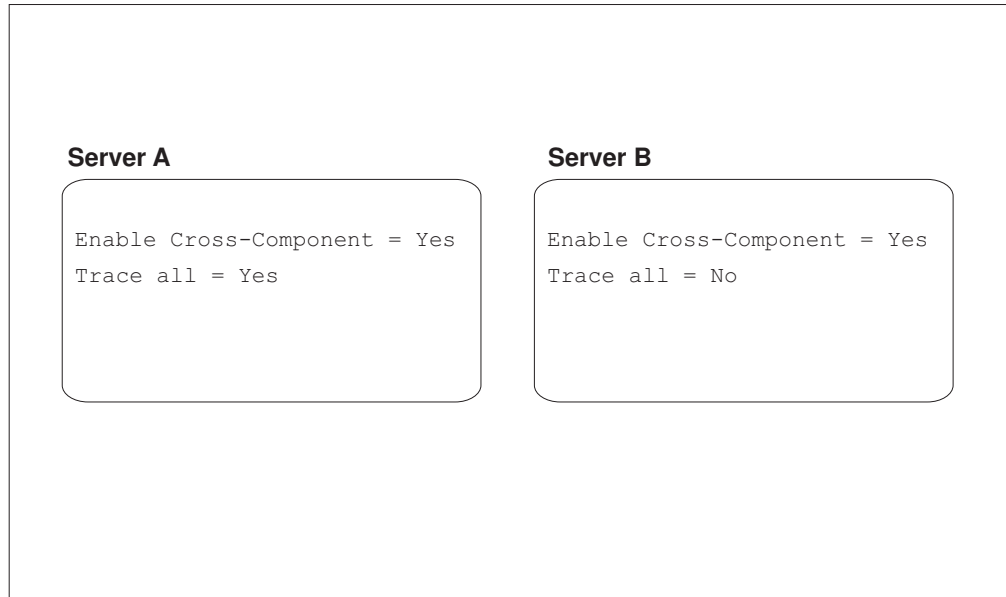 Server A
Enable Cross-Component = Yes
Trace all = Yes
Server B
Enable Cross-Component = Yes
Trace all = No